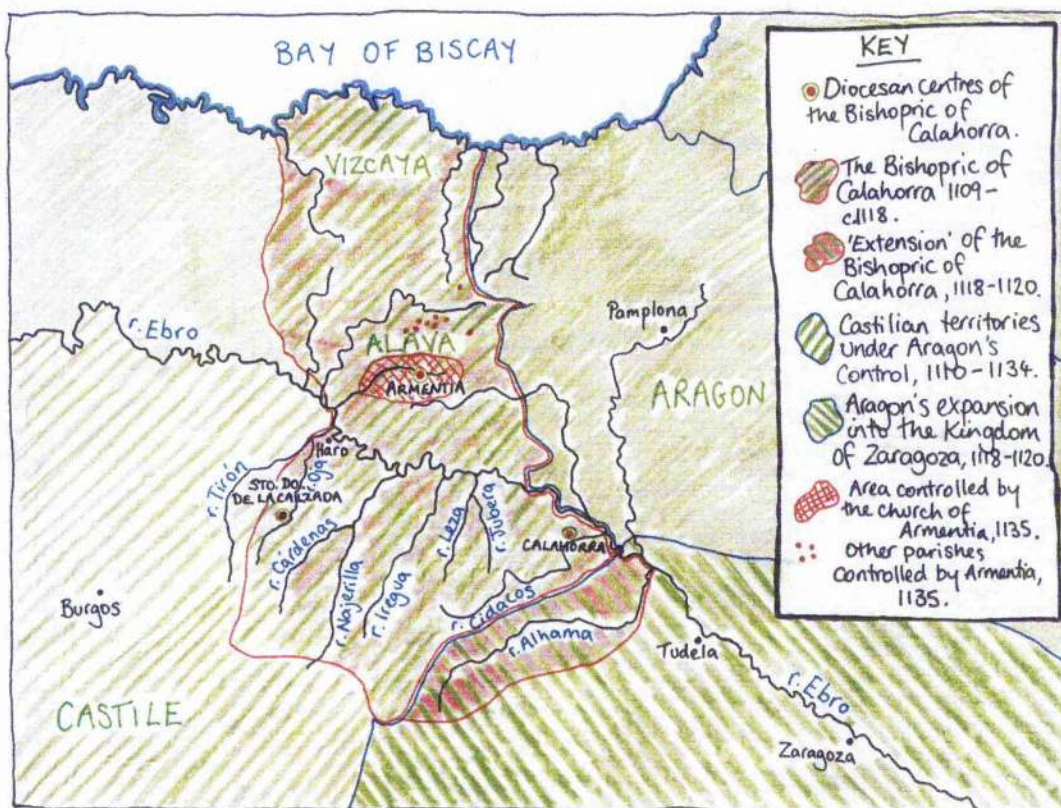 BAY OF BISCAY
VIZCAYA
r. Ebro
ALAVA
ARMENTIA
Pamplona
ARAGON
Haro
r. Tirón
STO. DO.
DE LA CALZADA
r. Oja
r. Cárdenas
r. Najerilla
r. Iregua
r. Leza
r. Jubera
CALAHORRA
r. Cidacos
r. Alhama
Burgos
CASTILE
Tudela
r. Ebro
Zaragoza
KEY
Diocesan centres of
the Bishopric of
Calahorra.
The Bishopric of
Calahorra 1109-
c1118.
'Extension' of the
Bishopric of
Calahorra, 1118-1120.
Castilian territories
under Aragon's
Control, 1110-1134.
Aragon's expansion
into the Kingdom
of Zaragoza, 1118-1120.
Area controlled by
the church of
Armentia, 1135.
Other parishes
controlled by Armentia,
1135.